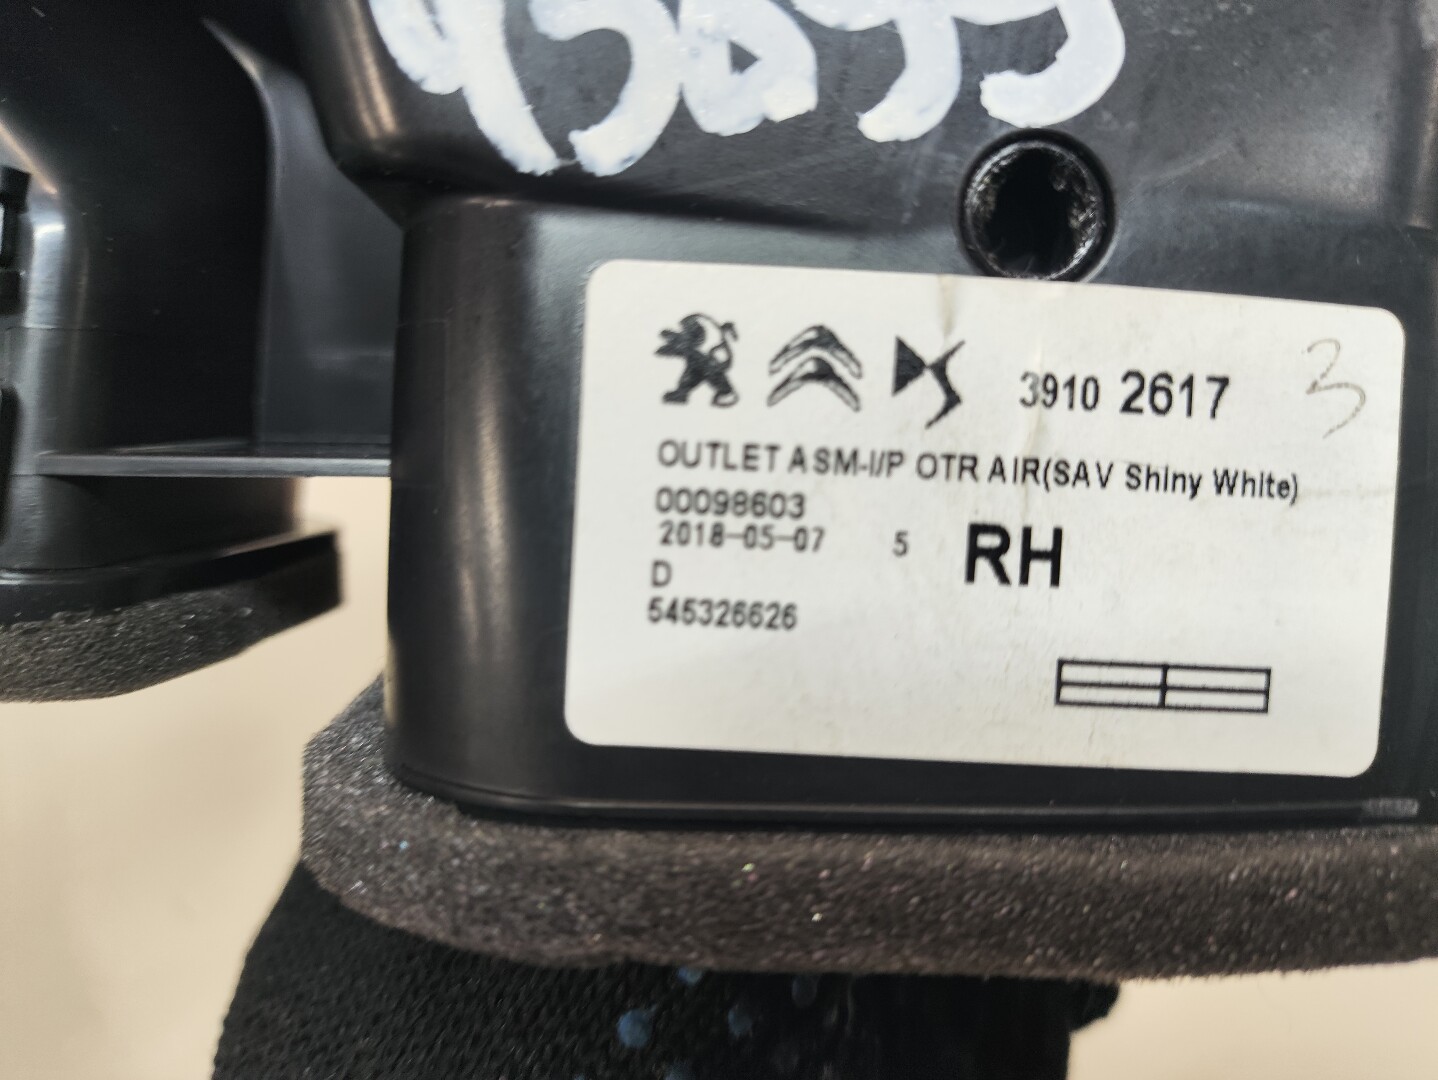 3910 2617 3
OUTLET ASM-I/P OTR AIR(SAV Shiny White)
00098603
2018-05-07 5 RH
D
545326626